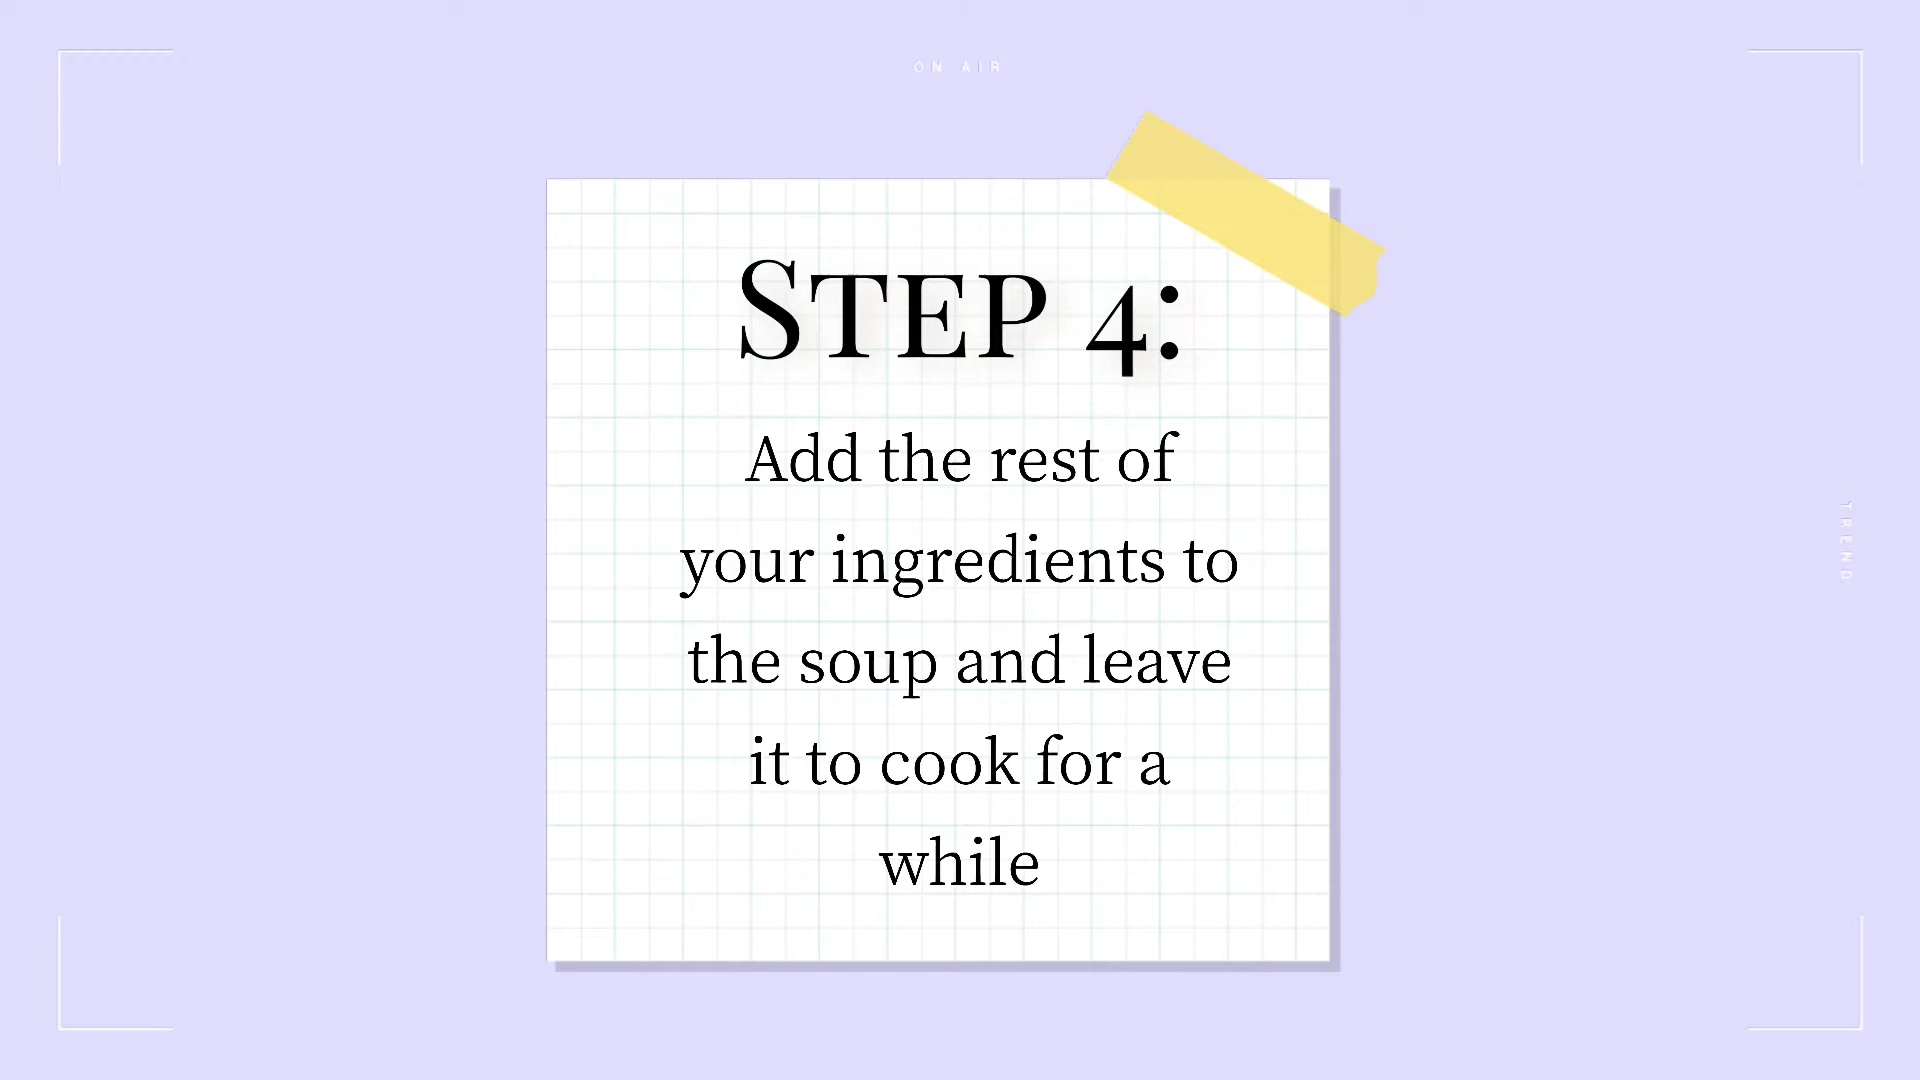 ON AIR
STEP 4:
Add the rest of
your ingredients to
the soup and leave
it to cook for a
while
TREND